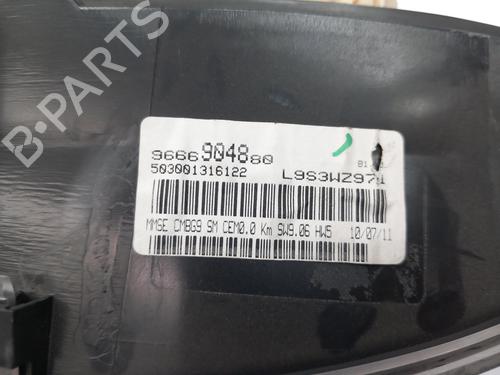 9666904880
503001316122
L9S3WZ971
MMSE CMBG9 SM CEM0.0 Km SW9.06 HW5 10/07/11
B-PARTS